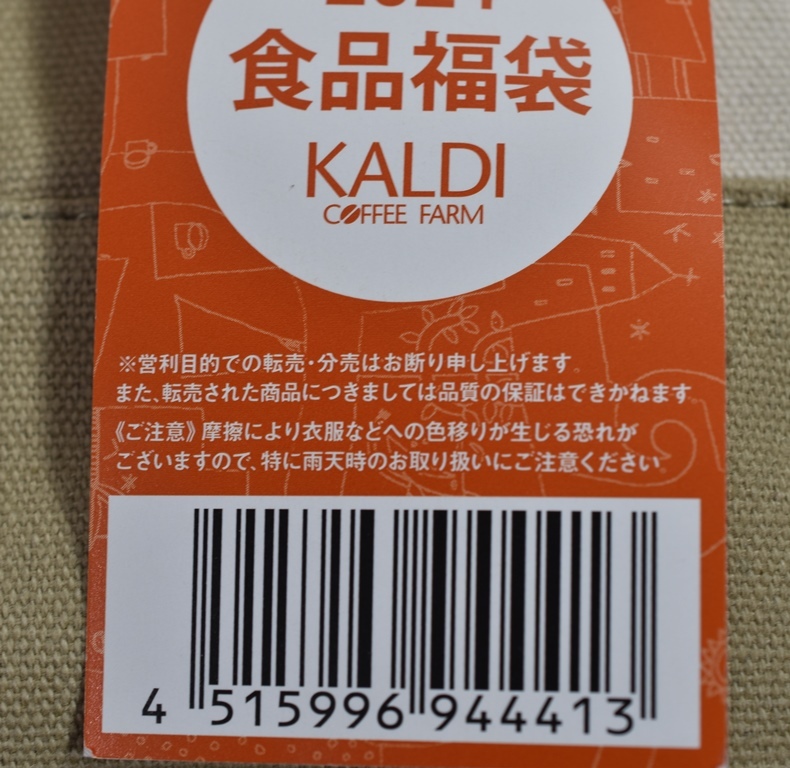 食品福袋
KALDI
COFFEE FARM
※営利目的での転売・分売はお断り申し上げます
また、転売された商品につきましては品質の保証はできかねます
《ご注意》摩擦により衣服などへの色移りが生じる恐れが
ございますので、特に雨天時のお取り扱いにご注意ください
4 515996 944413